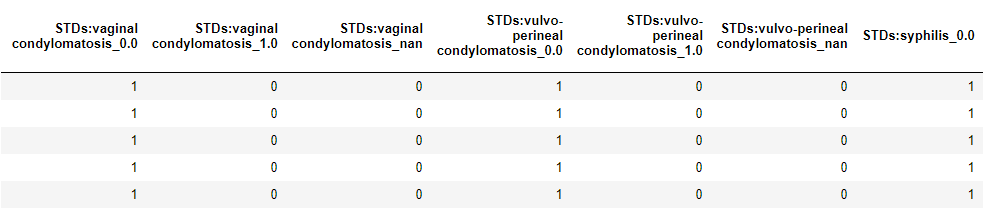 STDs:vaginal condylomatosis_0.0 STDs:vaginal condylomatosis_1.0 STDs:vaginal condylomatosis_nan STDs:vulvo-perineal condylomatosis_0.0 STDs:vulvo-perineal condylomatosis_1.0 STDs:vulvo-perineal condylomatosis_nan STDs:syphilis_0.0
1 0 0 1 0 0 1
1 0 0 1 0 0 1
1 0 0 1 0 0 1
1 0 0 1 0 0 1
1 0 0 1 0 0 1